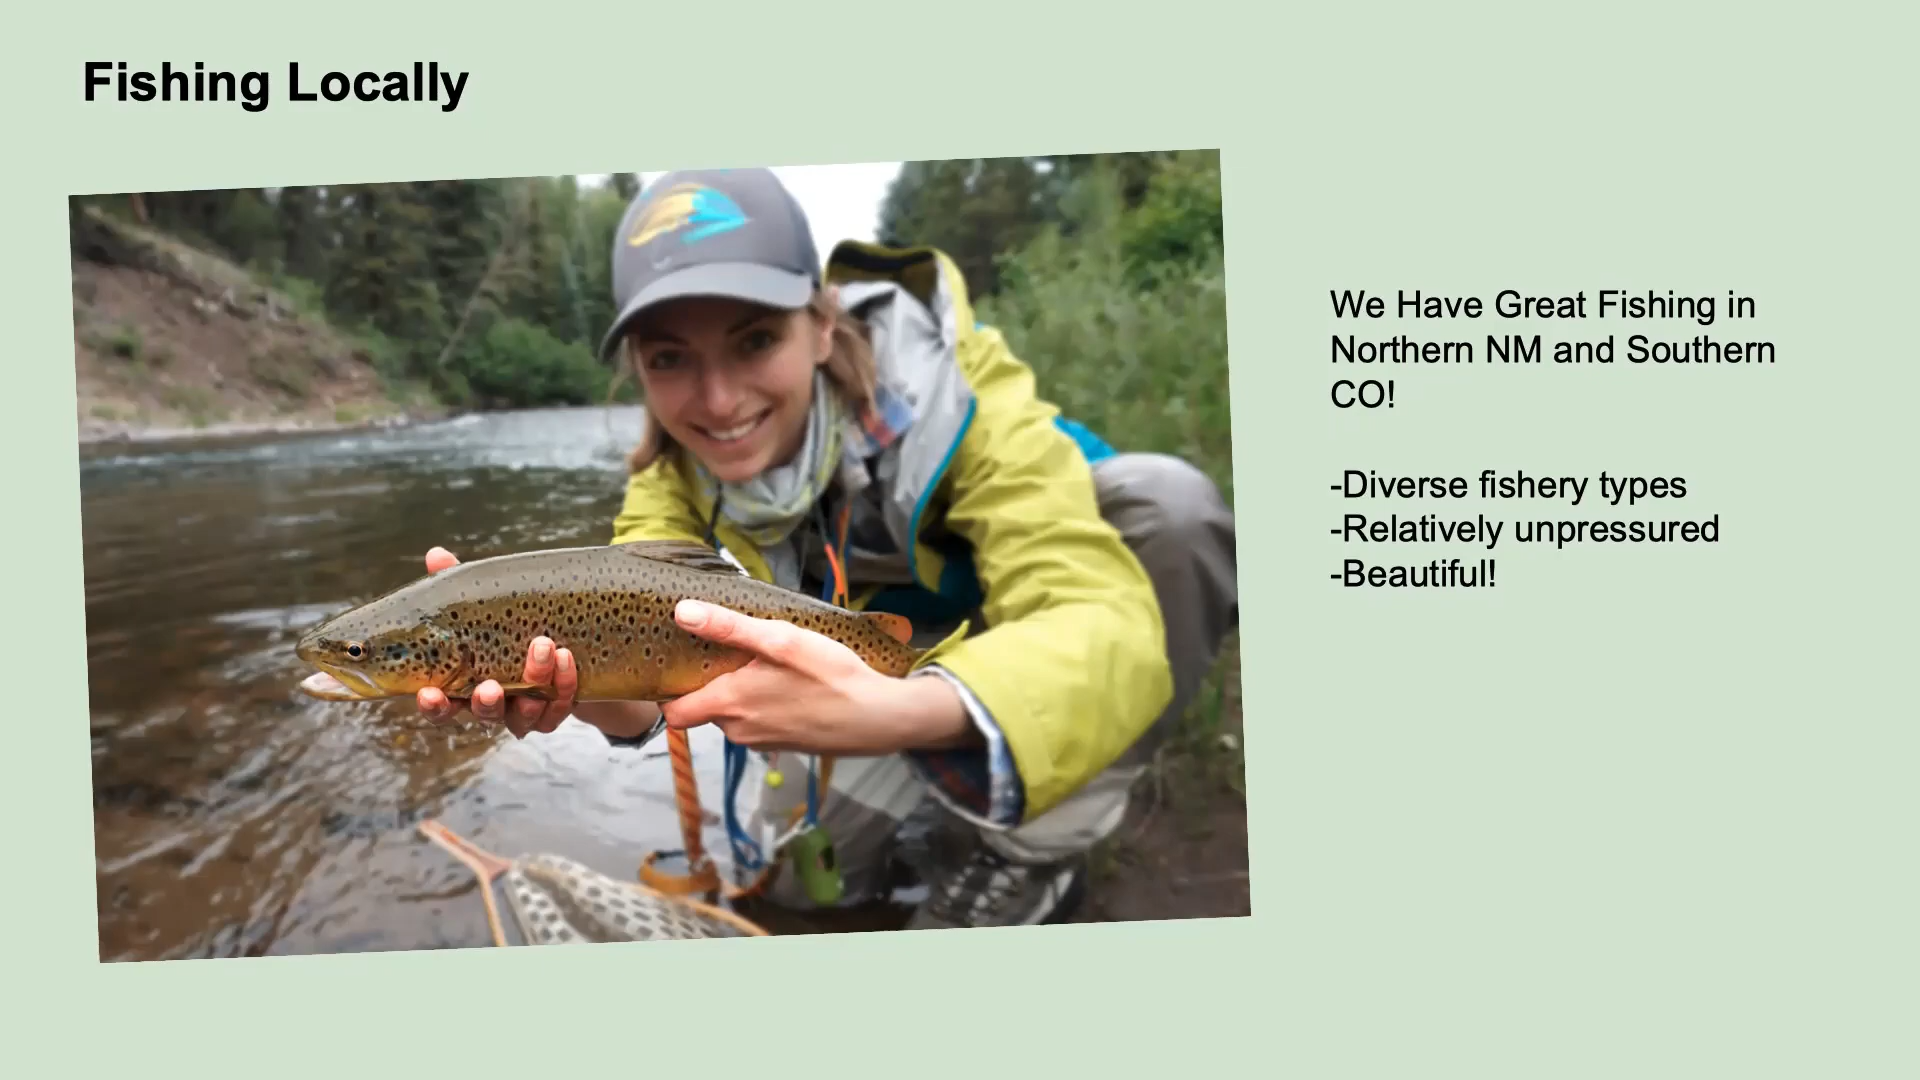 Fishing Locally
We Have Great Fishing in
Northern NM and Southern
CO!
-Diverse fishery types
-Relatively unpressured
-Beautiful!